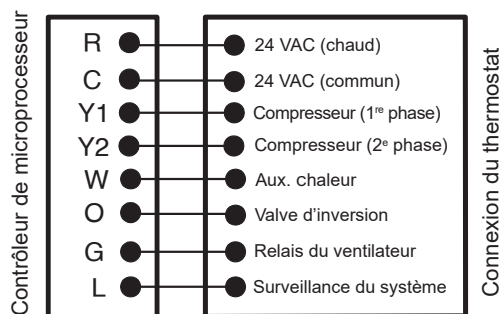 Contrôleur de microprocesseur
R 24 VAC (chaud)
C 24 VAC (commun)
Y1 Compresseur (1re phase)
Y2 Compresseur (2e phase)
W Aux. chaleur
O Valve d'inversion
G Relais du ventilateur
L Surveillance du système
Connexion du thermostat